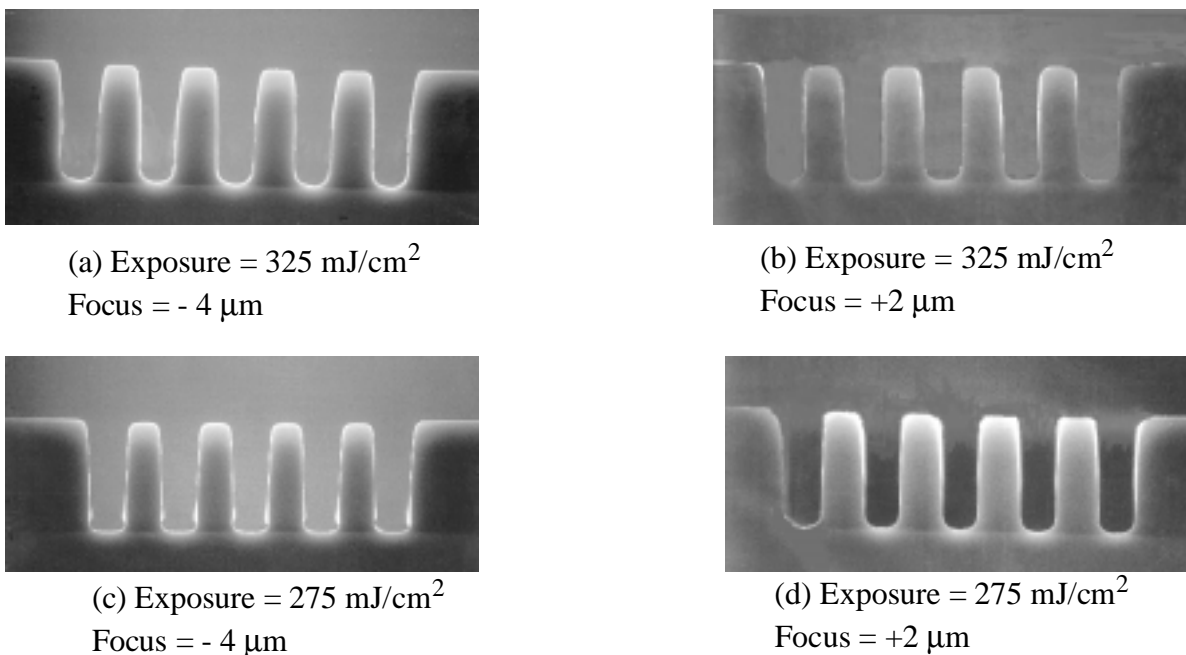 (a) Exposure = 325 mJ/cm²
Focus = - 4 μm
(b) Exposure = 325 mJ/cm²
Focus = +2 μm
(c) Exposure = 275 mJ/cm²
Focus = - 4 μm
(d) Exposure = 275 mJ/cm²
Focus = +2 μm